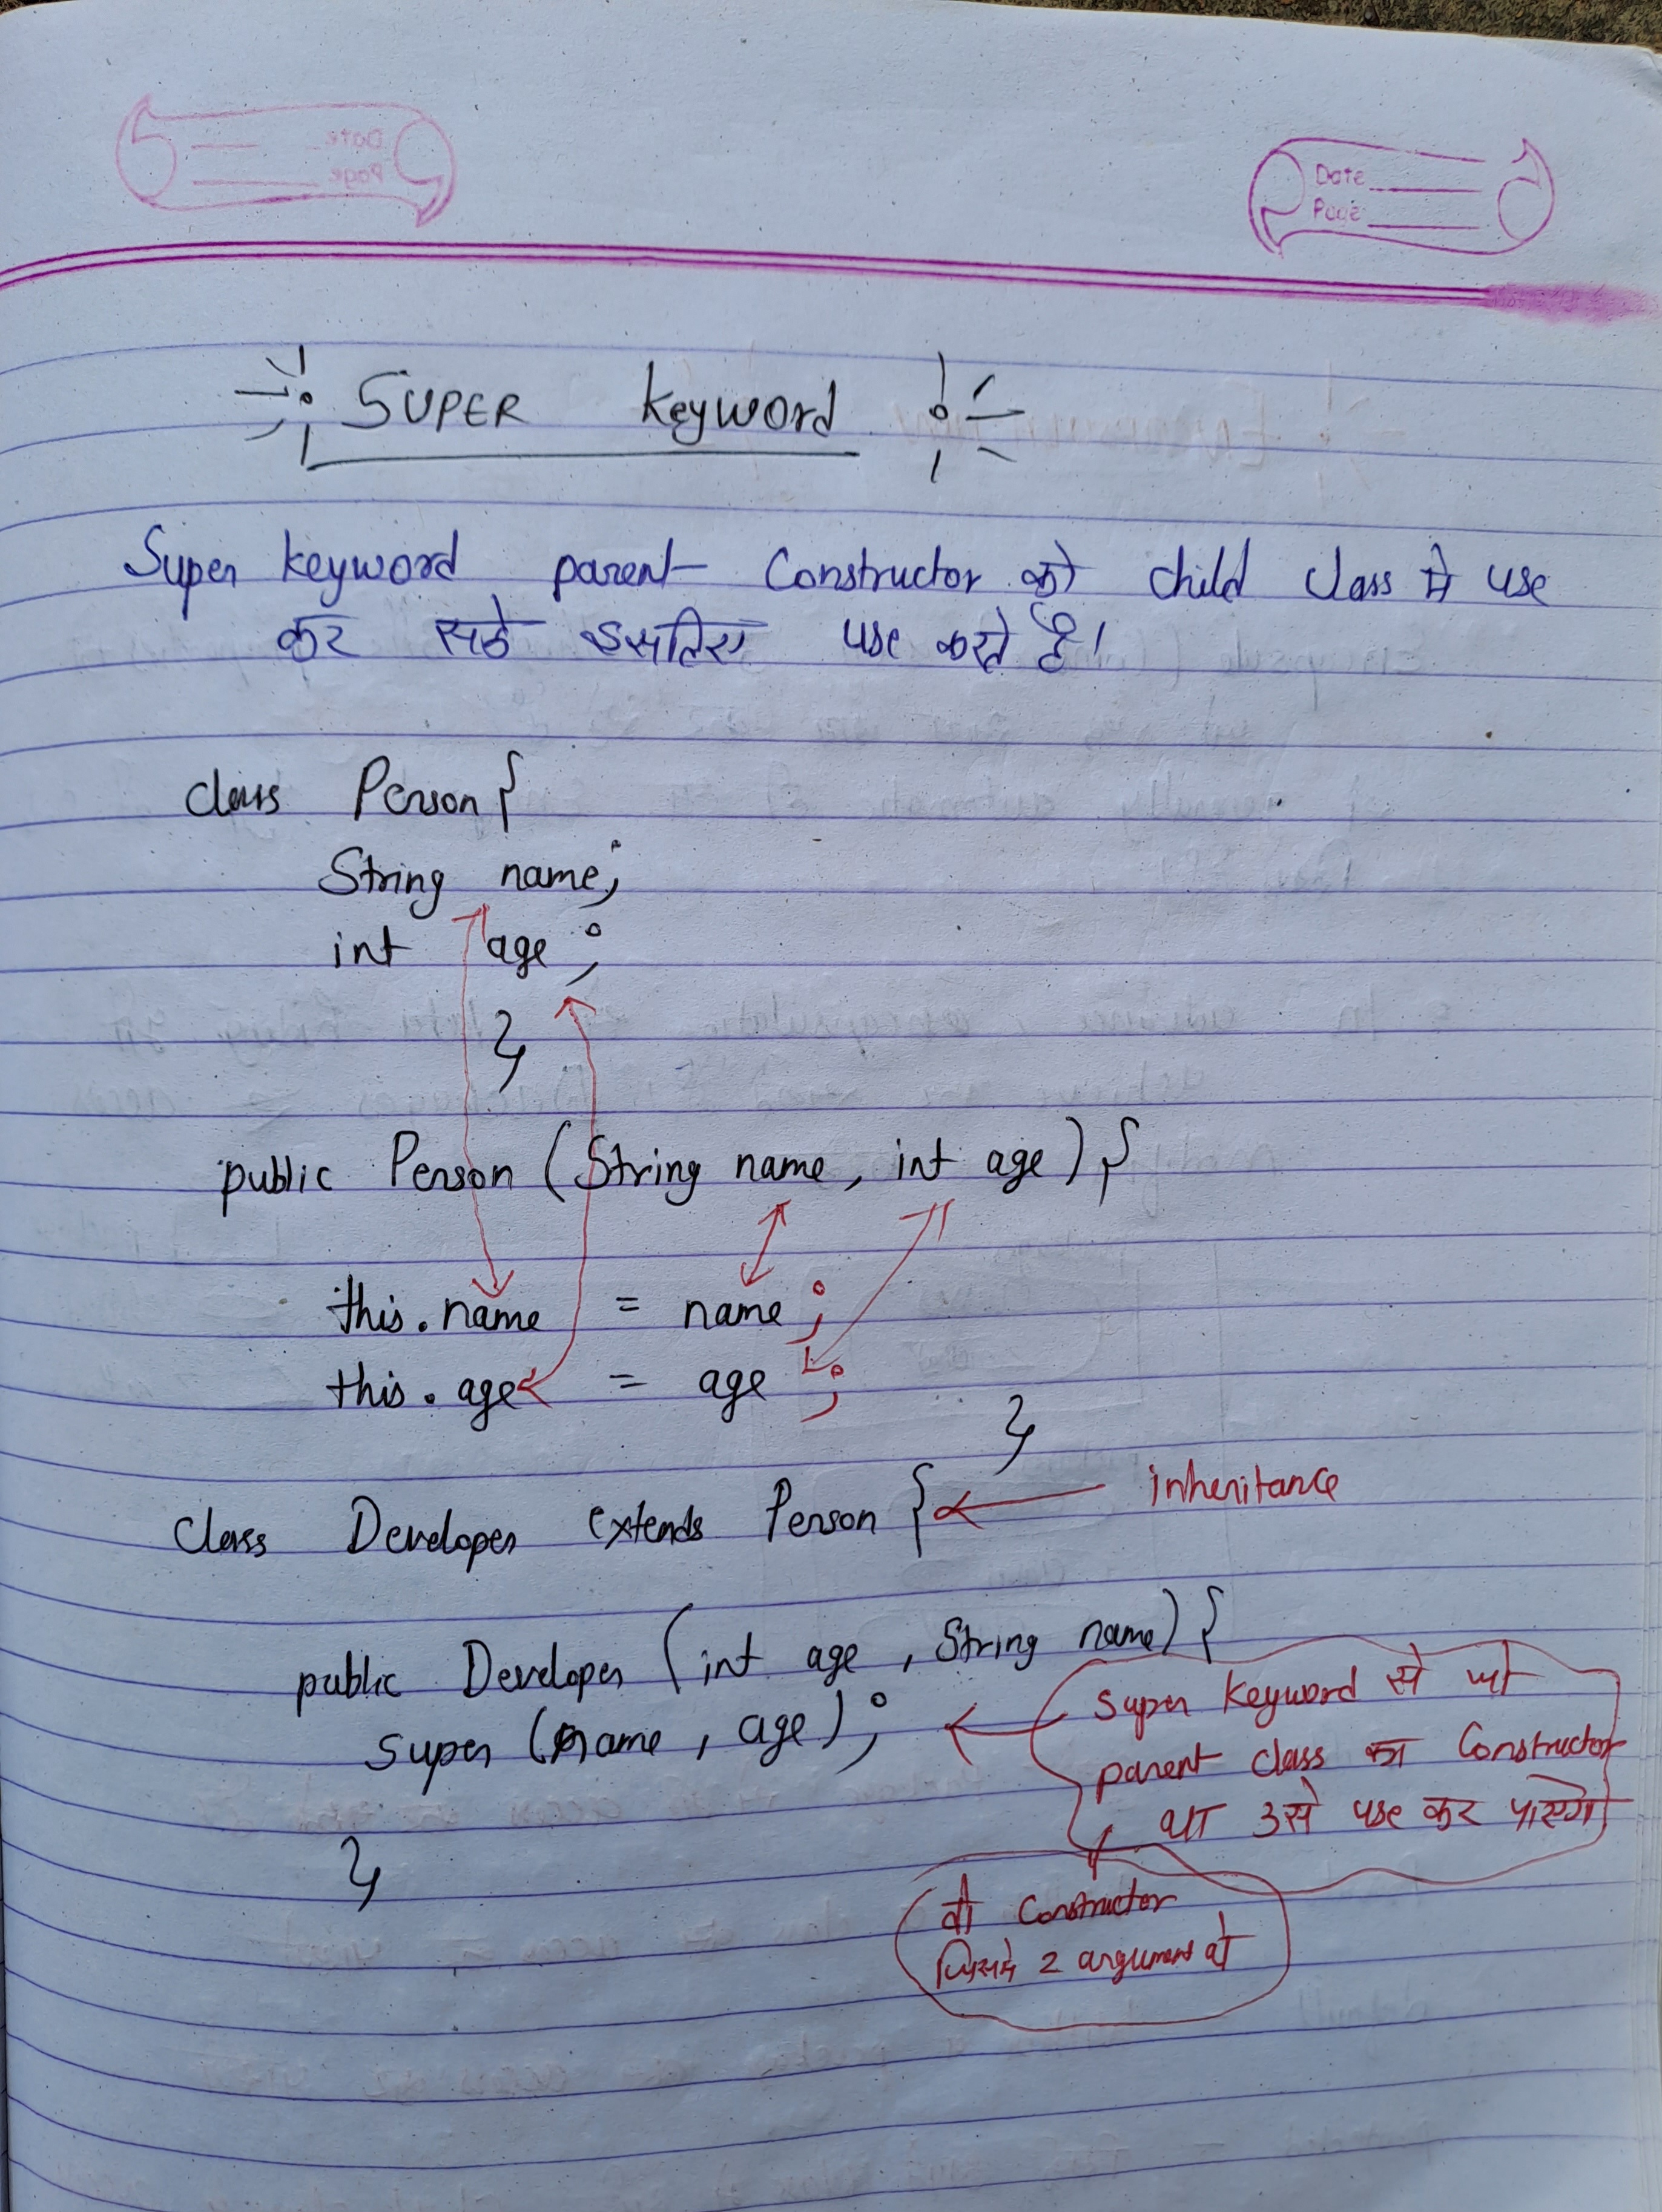 Date
Page
SUPER keyword
Super keyword parent Constructor को child class मे use
कर सके इसलिए use करते है।
class Person {
String name;
int age ;
}
public Person (String name, int age) {
this.name = name ;
this.age = age ;
}
class Developer extends Person { ← inheritance
public Developer (int age , String name) {
super (name , age) ;
}
Super keyword से
parent class का Constructor
था उसे use कर पाएंगे
वो Constructor
जिसमे 2 argument हो